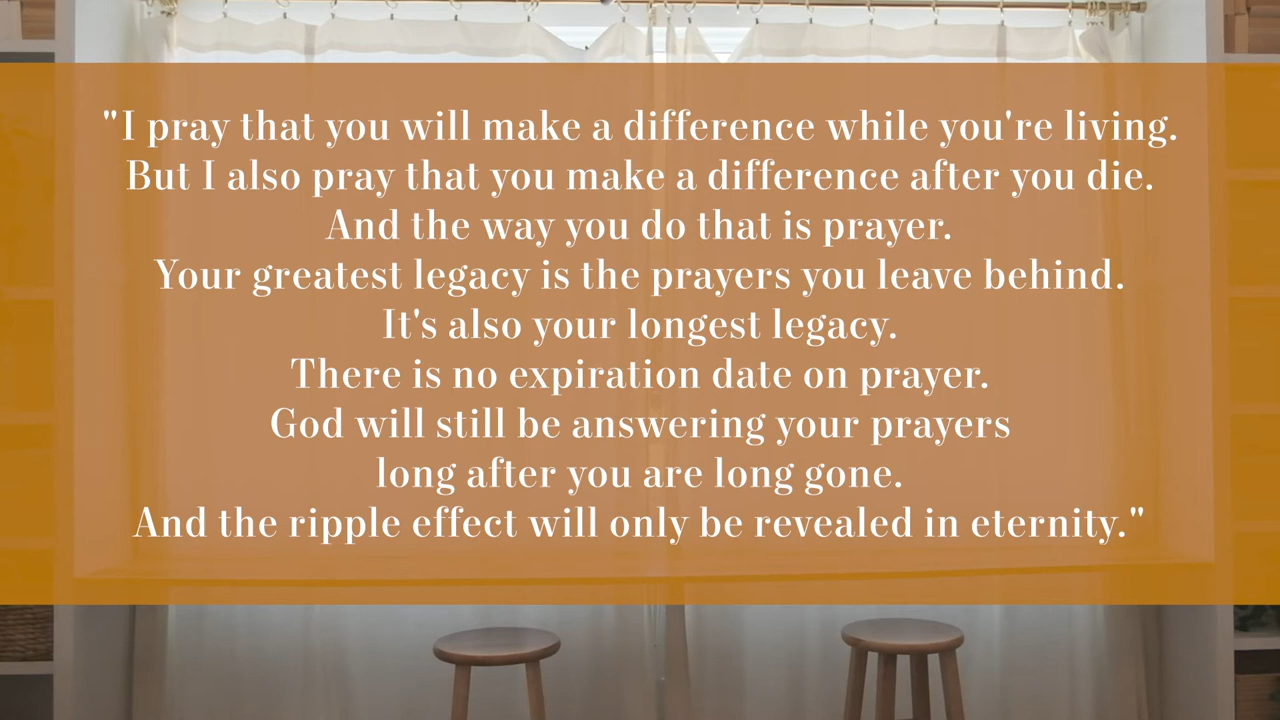 "I pray that you will make a difference while you're living.
But I also pray that you make a difference after you die.
And the way you do that is prayer.
Your greatest legacy is the prayers you leave behind.
It's also your longest legacy.
There is no expiration date on prayer.
God will still be answering your prayers
long after you are long gone.
And the ripple effect will only be revealed in eternity."